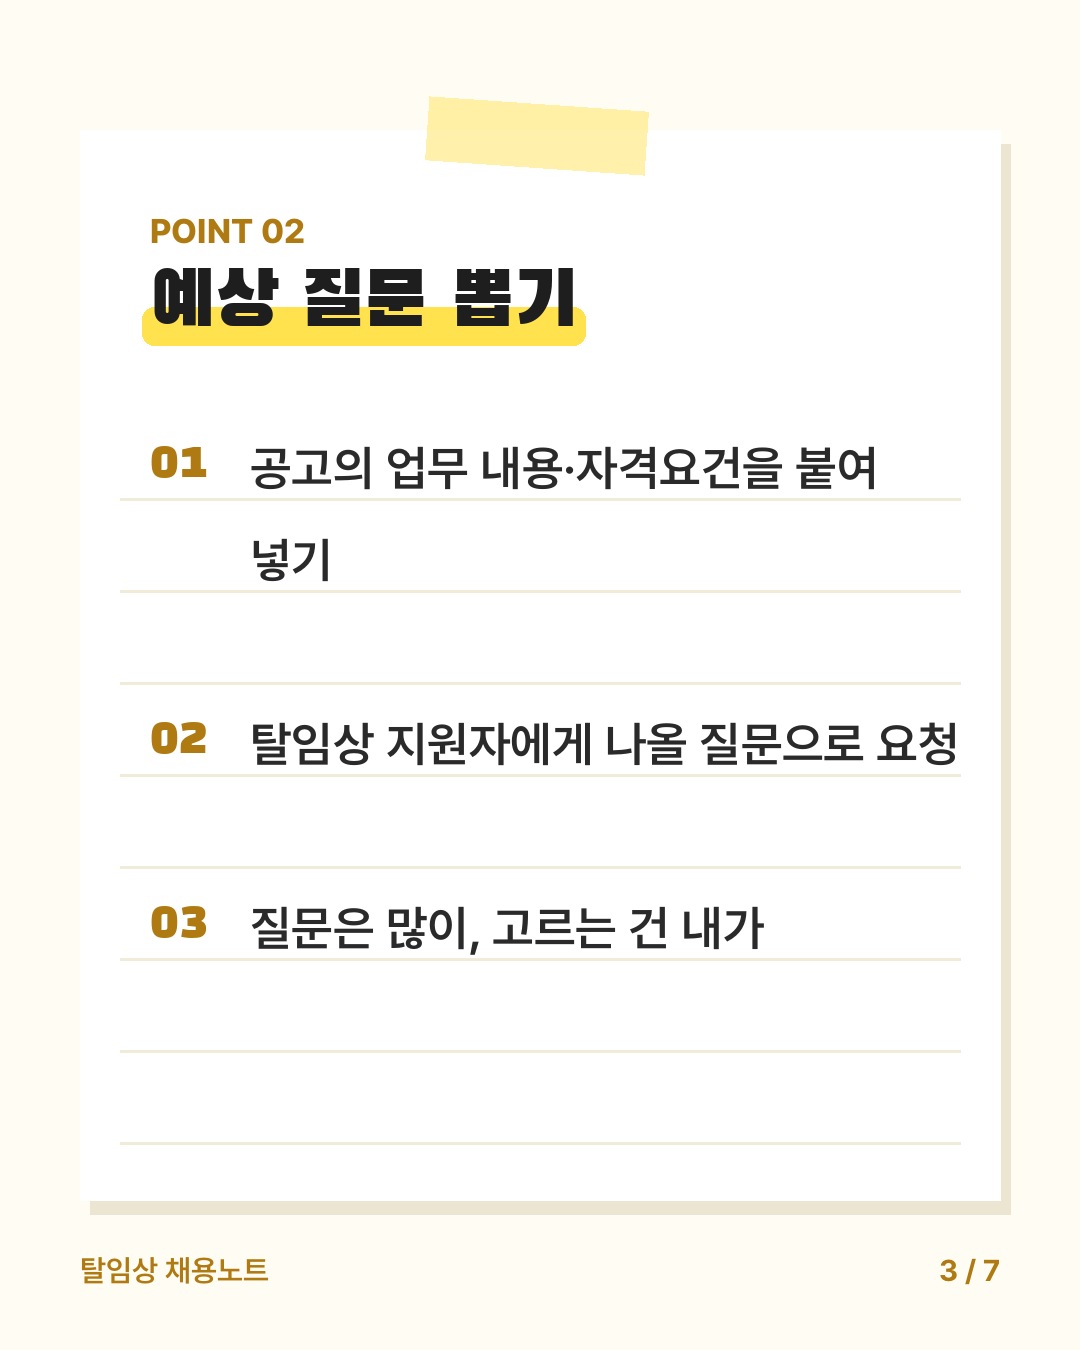 POINT 02
예상 질문 뽑기
01 공고의 업무 내용·자격요건을 붙여
넣기
02 탈임상 지원자에게 나올 질문으로 요청
03 질문은 많이, 고르는 건 내가
탈임상 채용노트
3 / 7